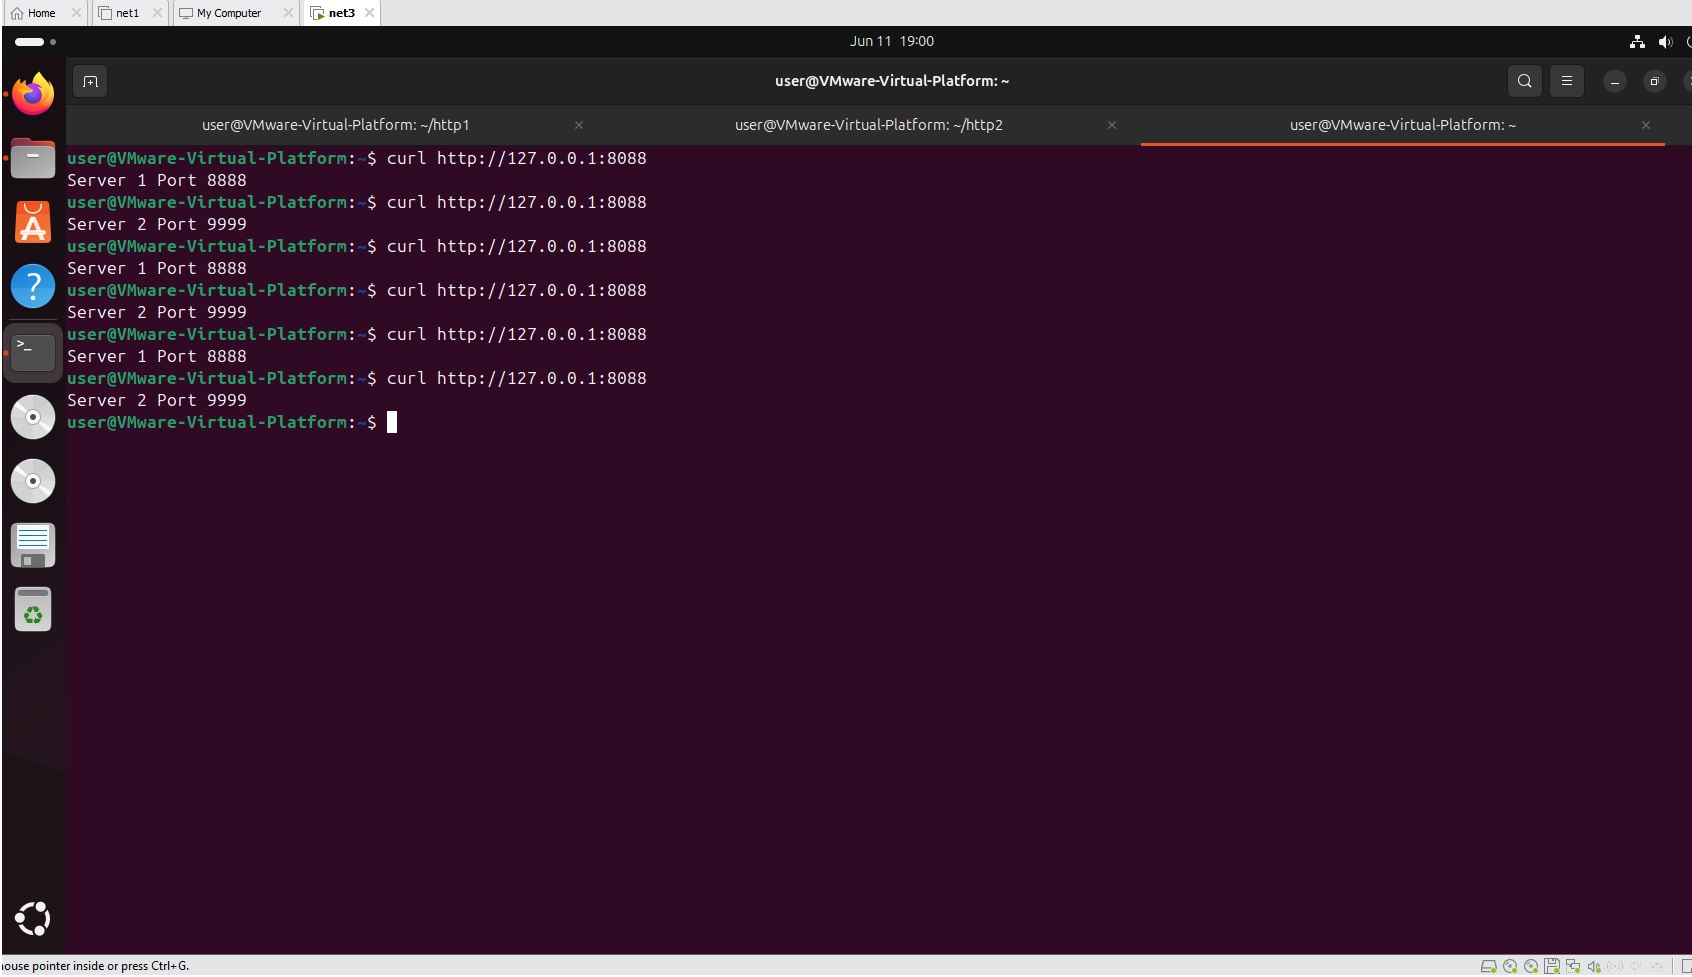 Home
net1
My Computer
net3
Jun 11 19:00
user@VMware-Virtual-Platform: ~
user@VMware-Virtual-Platform: ~/http1
user@VMware-Virtual-Platform: ~/http2
user@VMware-Virtual-Platform: ~
user@VMware-Virtual-Platform:~$ curl http://127.0.0.1:8088
Server 1 Port 8888
user@VMware-Virtual-Platform:~$ curl http://127.0.0.1:8088
Server 2 Port 9999
user@VMware-Virtual-Platform:~$ curl http://127.0.0.1:8088
Server 1 Port 8888
user@VMware-Virtual-Platform:~$ curl http://127.0.0.1:8088
Server 2 Port 9999
user@VMware-Virtual-Platform:~$ curl http://127.0.0.1:8088
Server 1 Port 8888
user@VMware-Virtual-Platform:~$ curl http://127.0.0.1:8088
Server 2 Port 9999
user@VMware-Virtual-Platform:~$
pointer inside or press Ctrl+G.